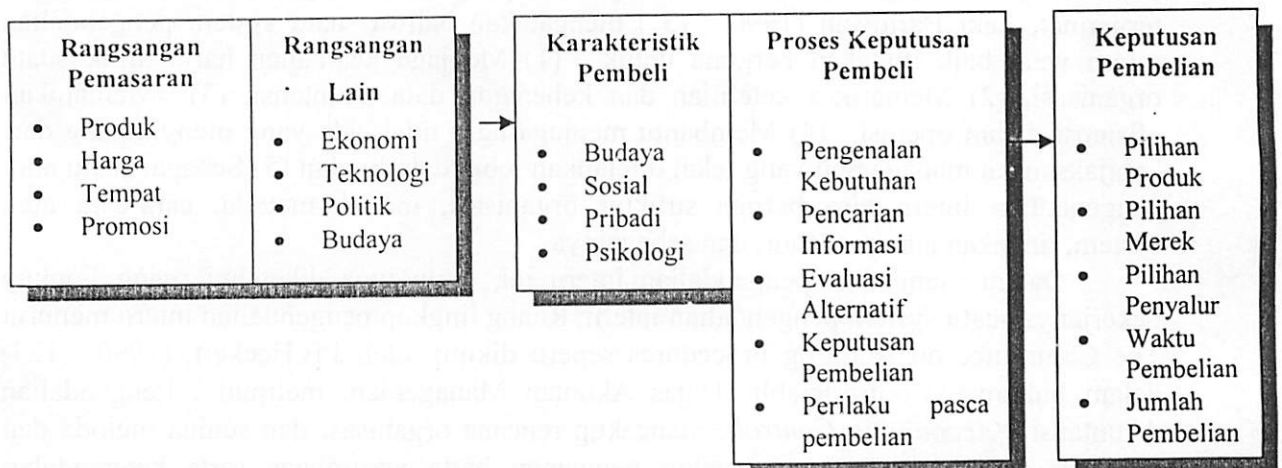 Rangsangan
Pemasaran
• Produk
• Harga
• Tempat
• Promosi
Rangsangan
Lain
• Ekonomi
• Teknologi
• Politik
• Budaya
Karakteristik
Pembeli
• Budaya
• Sosial
• Pribadi
• Psikologi
Proses Keputusan
Pembeli
• Pengenalan
Kebutuhan
• Pencarian
Informasi
• Evaluasi
Alternatif
• Keputusan
Pembelian
• Perilaku pasca
pembelian
Keputusan
Pembelian
• Pilihan
Produk
• Pilihan
Merek
• Pilihan
Penyalur
• Waktu
Pembelian
• Jumlah
Pembelian